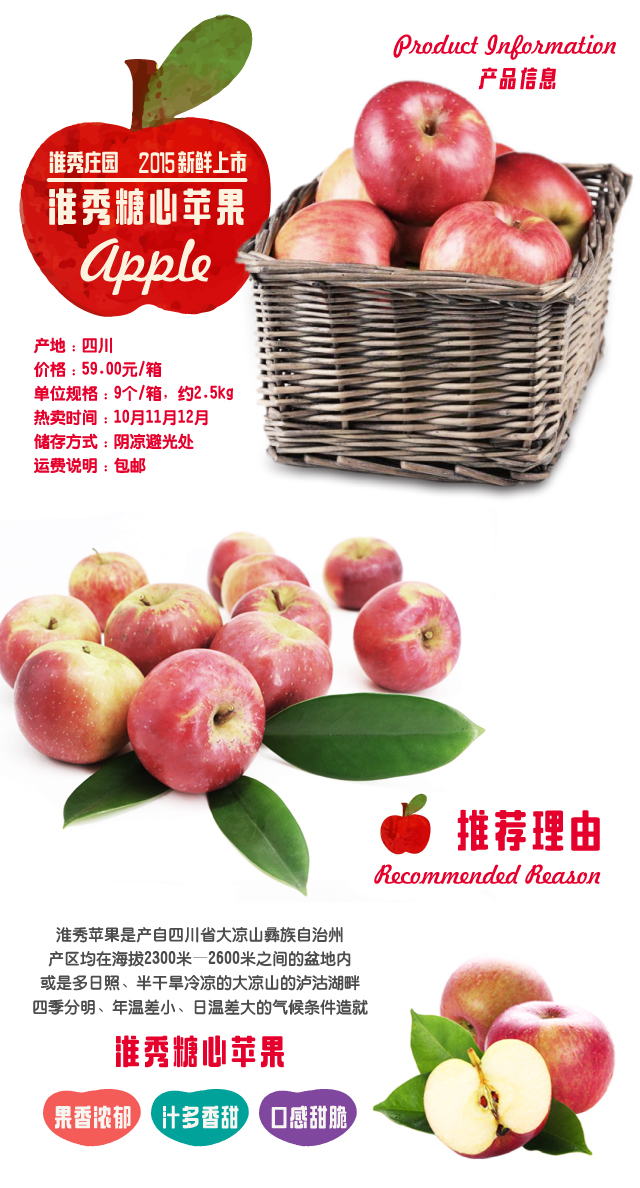 Product Information
产品信息
淮秀庄园 2015新鲜上市
淮秀糖心苹果
Apple
产地：四川
价格：59.00元/箱
单位规格：9个/箱，约2.5kg
热卖时间：10月11月12月
储存方式：阴凉避光处
运费说明：包邮
推荐理由
Recommended Reason
淮秀苹果是产自四川省大凉山彝族自治州
产区均在海拔2300米—2600米之间的盆地内
或是多日照、半干旱冷凉的大凉山的泸沽湖畔
四季分明、年温差小、日温差大的气候条件造就
淮秀糖心苹果
果香浓郁 汁多香甜 口感甜脆